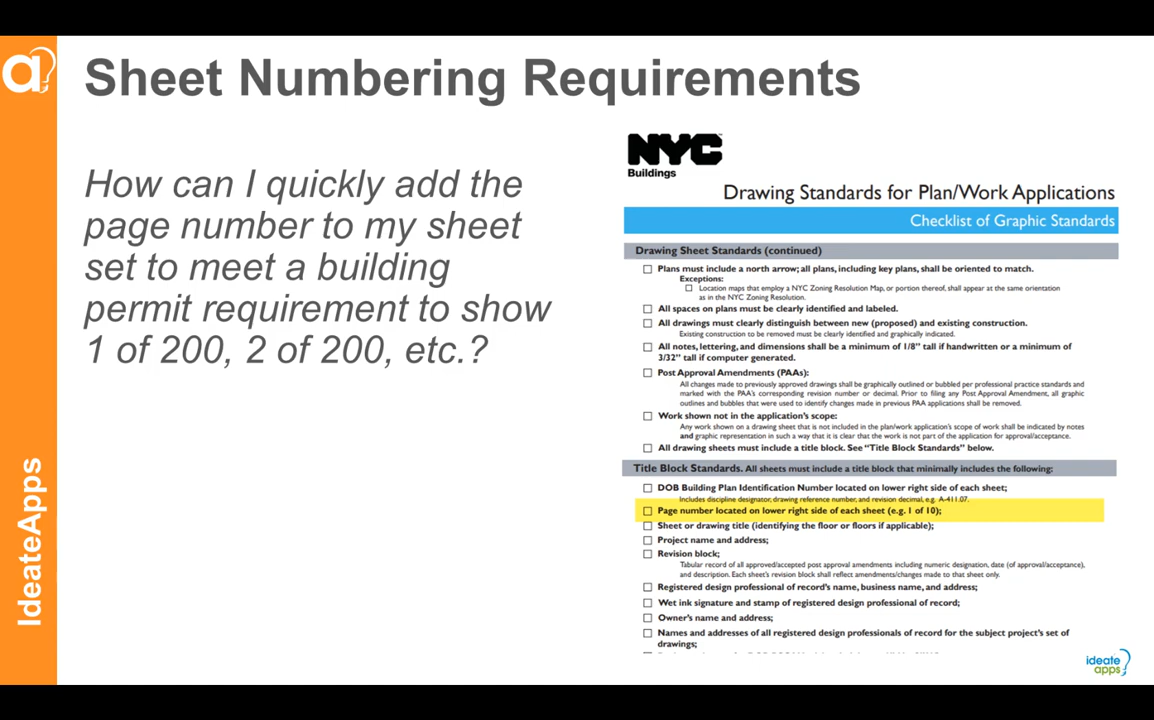 Sheet Numbering Requirements
How can I quickly add the
page number to my sheet
set to meet a building
permit requirement to show
1 of 200, 2 of 200, etc.?
IdeateApps
NYC
Buildings
Drawing Standards for Plan/Work Applications
Checklist of Graphic Standards
Drawing Sheet Standards (continued)
Plans must include a north arrow; all plans, including key plans, shall be oriented to match.
Exceptions:
Location maps that employ a NYC Zoning Resolution Map, or portion thereof, shall appear at the same orientation
as in the NYC Zoning Resolution.
All spaces on plans must be clearly identified and labeled.
All drawings must clearly distinguish between new (proposed) and existing construction.
Existing construction to be removed must be clearly identified and graphically indicated.
All notes, lettering, and dimensions shall be a minimum of 1/8" tall if handwritten or a minimum of
3/32" tall if computer generated.
Post Approval Amendments (PAAs):
All changes made to previously approved drawings shall be graphically outlined or bubbled per professional practice standards and
marked with the PAA's corresponding revision number or decimal. Prior to filing any Post Approval Amendment, all graphic
outlines and bubbles that were used to identify changes made in previous PAA applications shall be removed.
Work shown not in the application's scope:
Any work shown on a drawing sheet that is not included in the plan/work application's scope of work shall be indicated by notes
and graphic representation in such a way that it is clear that the work is not part of the application for approval/acceptance.
All drawing sheets must include a title block. See "Title Block Standards" below.
Title Block Standards. All sheets must include a title block that minimally includes the following:
DOB Building Plan Identification Number located on lower right side of each sheet;
Includes discipline designator, drawing reference number, and revision decimal, e.g. A-411.07.
Page number located on lower right side of each sheet (e.g. 1 of 10);
Sheet or drawing title (identifying the floor or floors if applicable);
Project name and address;
Revision block;
Tabular record of all approved/accepted post approval amendments including numeric designation, date (of approval/acceptance),
and description. Each sheet's revision block shall reflect amendments/changes made to that sheet only.
Registered design professional of record's name, business name, and address;
Wet ink signature and stamp of registered design professional of record;
Owner's name and address;
Names and addresses of all registered design professionals of record for the subject project's set of
drawings;
ideate
apps